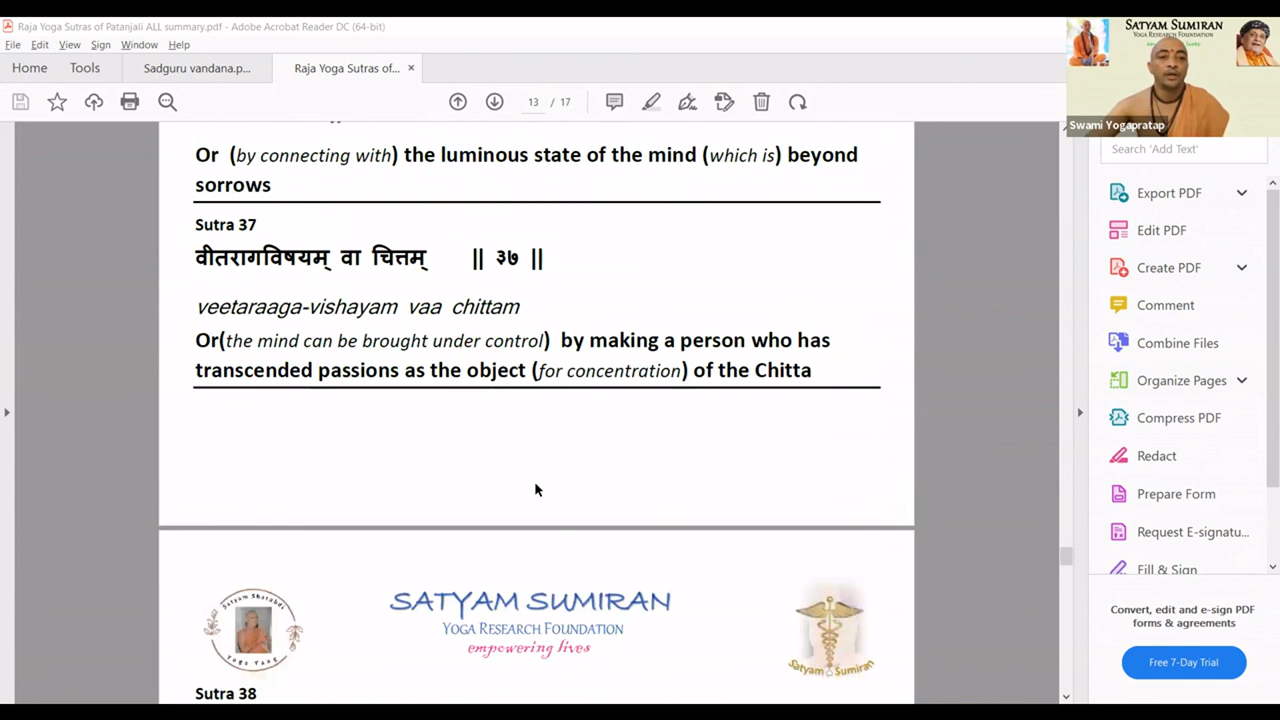 Raja Yoga Sutras of Patanjali ALL summary.pdf - Adobe Acrobat Reader DC (64-bit)
File Edit View Sign Window Help
Home Tools Sadguru vandana.p... Raja Yoga Sutras of... ×
13 / 17
SATYAM SUMIRAN
YOGA RESEARCH FOUNDATION
Swami Yogapratap
Or (by connecting with) the luminous state of the mind (which is) beyond
sorrows
Sutra 37
वीतरागविषयम् वा चित्तम् || ३७ ||
veetaraaga-vishayam vaa chittam
Or(the mind can be brought under control) by making a person who has
transcended passions as the object (for concentration) of the Chitta
Satyam Shatabdi
Yoga Yang
SATYAM SUMIRAN
YOGA RESEARCH FOUNDATION
empowering lives
Satyam Sumiran
Sutra 38
Search 'Add Text'
Export PDF
Edit PDF
Create PDF
Comment
Combine Files
Organize Pages
Compress PDF
Redact
Prepare Form
Request E-signatu...
Fill & Sign
Convert, edit and e-sign PDF
forms & agreements
Free 7-Day Trial